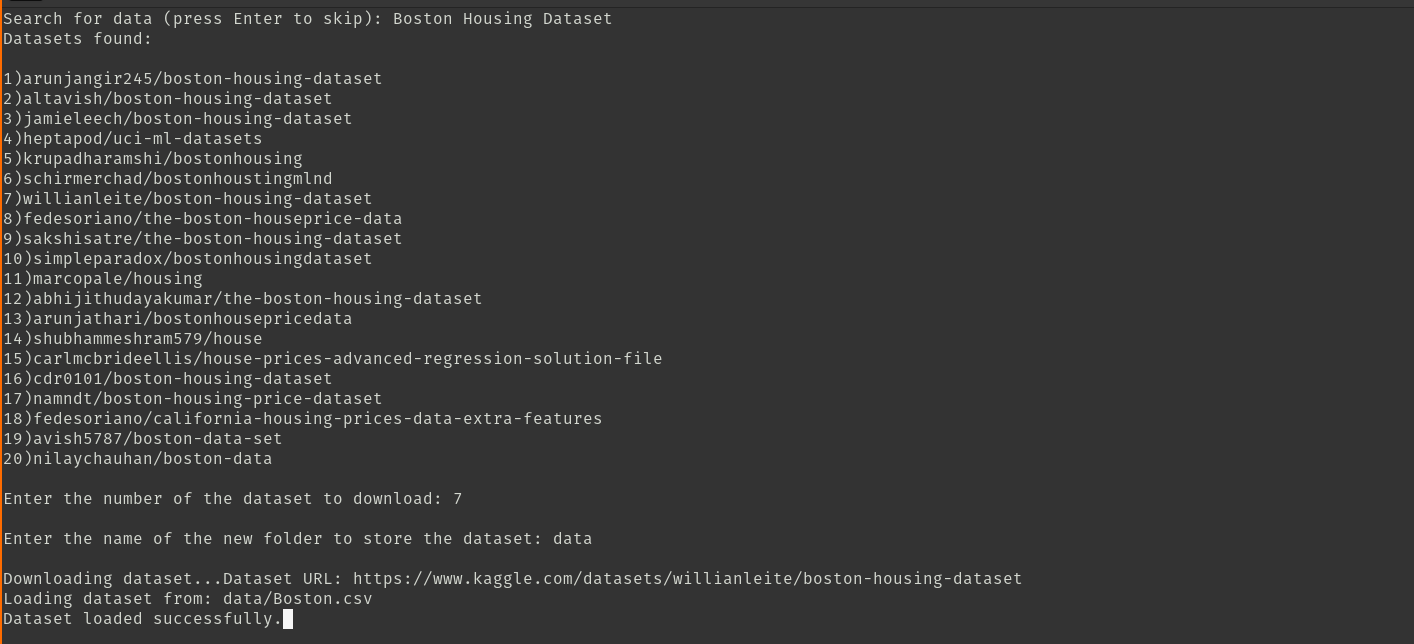 Search for data (press Enter to skip): Boston Housing Dataset
Datasets found:
1)arunjangir245/boston-housing-dataset
2)altavish/boston-housing-dataset
3)jamieleech/boston-housing-dataset
4)heptapod/uci-ml-datasets
5)krupadharamshi/bostonhousing
6)schirmerchad/bostonhoustingmlnd
7)willianleite/boston-housing-dataset
8)fedesoriano/the-boston-houseprice-data
9)sakshisatre/the-boston-housing-dataset
10)simpleparadox/bostonhousingdataset
11)marcopale/housing
12)abhijithudayakumar/the-boston-housing-dataset
13)arunjathari/bostonhousepricedata
14)shubhammeshram579/house
15)carlmcbrideellis/house-prices-advanced-regression-solution-file
16)cdr0101/boston-housing-dataset
17)namndt/boston-housing-price-dataset
18)fedesoriano/california-housing-prices-data-extra-features
19)avish5787/boston-data-set
20)nilaychauhan/boston-data
Enter the number of the dataset to download: 7
Enter the name of the new folder to store the dataset: data
Downloading dataset...Dataset URL: https://www.kaggle.com/datasets/willianleite/boston-housing-dataset
Loading dataset from: data/Boston.csv
Dataset loaded successfully.